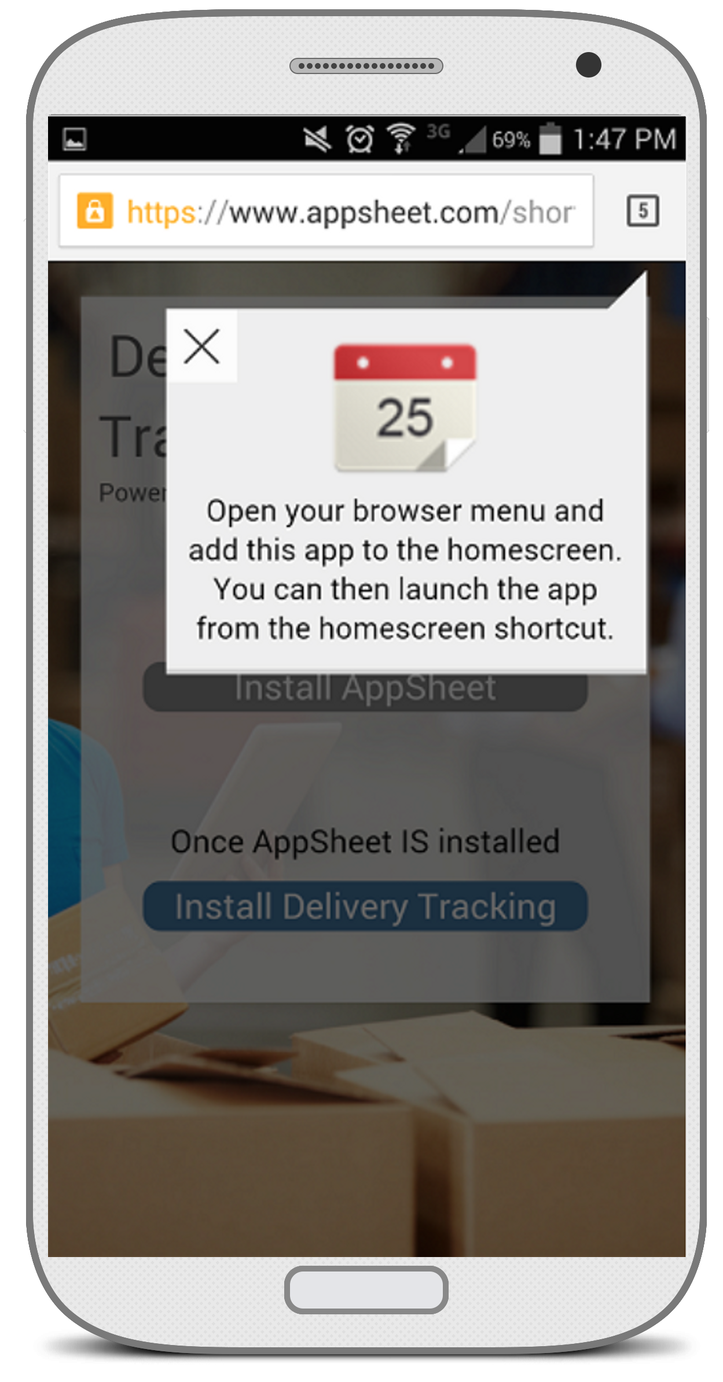 3G 69% 1:47 PM
https://www.appsheet.com/shor
5
De
Tra
Power
25
Open your browser menu and
add this app to the homescreen.
You can then launch the app
from the homescreen shortcut.
Install AppSheet
Once AppSheet IS installed
Install Delivery Tracking